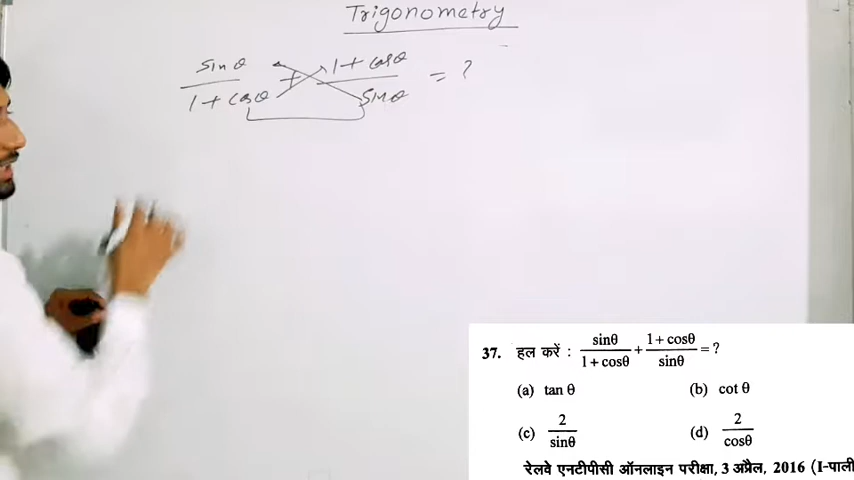 Trigonometry
sinθ / 1 + cosθ + 1 + cosθ / sinθ = ?
37. हल करें : sinθ / 1 + cosθ + 1 + cosθ / sinθ = ?
(a) tan θ (b) cot θ
(c) 2 / sinθ (d) 2 / cosθ
रेलवे एनटीपीसी ऑनलाइन परीक्षा, 3 अप्रैल, 2016 (I-पाली